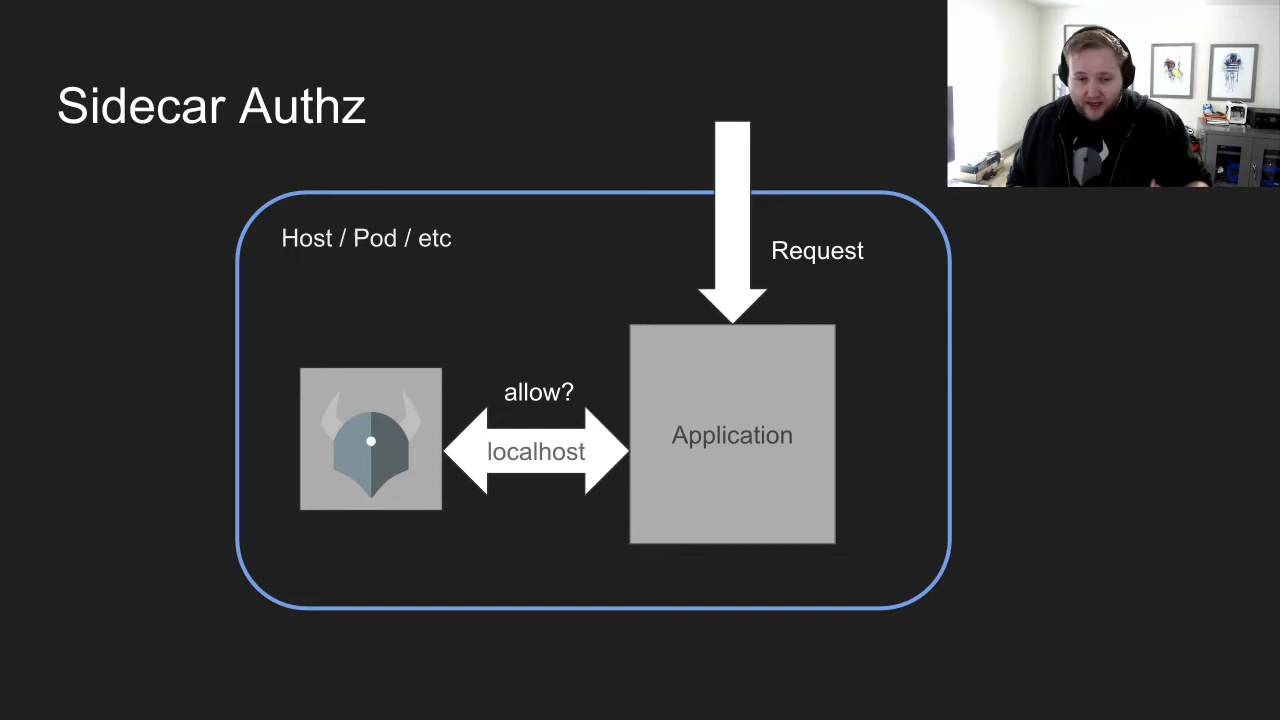 Sidecar Authz
Host / Pod / etc
Request
allow?
localhost
Application